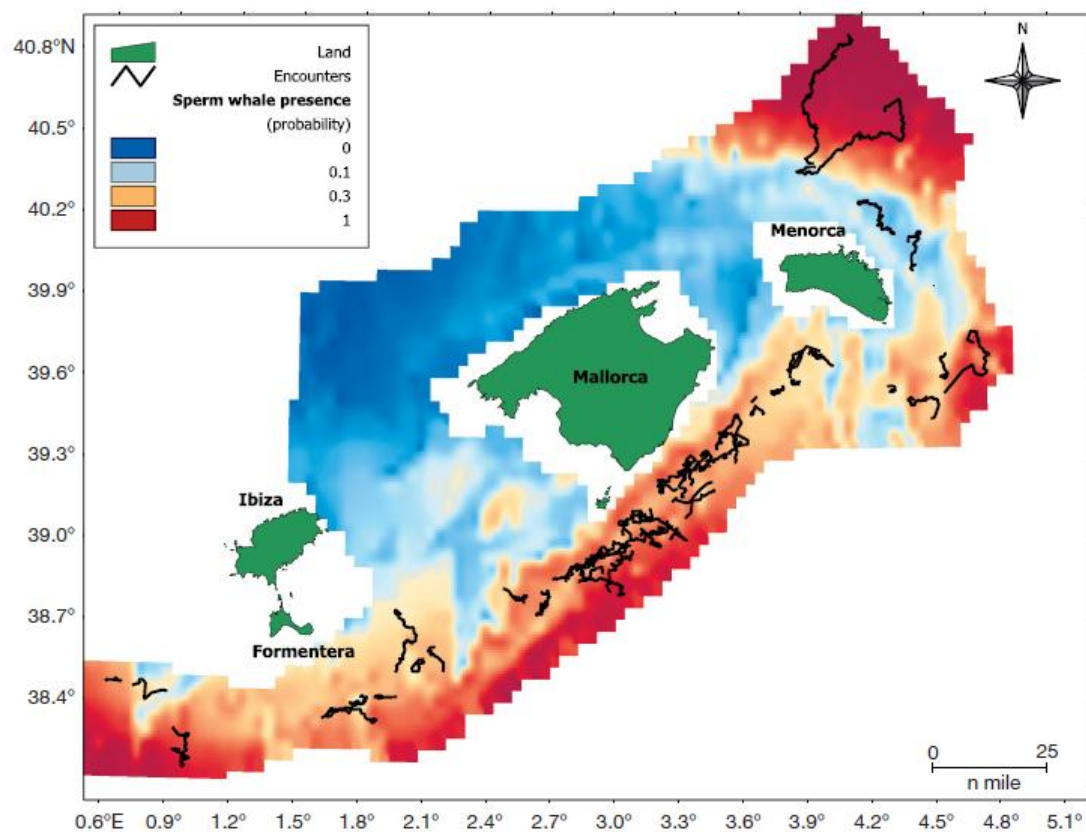 40.8°N
40.5°
40.2°
39.9°
39.6°
39.3°
39.0°
38.7°
38.4°
Land
Encounters
Sperm whale presence
(probability)
0
0.1
0.3
1
N
Menorca
Mallorca
Ibiza
Formentera
0 25
n mile
0.6°E 0.9° 1.2° 1.5° 1.8° 2.1° 2.4° 2.7° 3.0° 3.3° 3.6° 3.9° 4.2° 4.5° 4.8° 5.1°